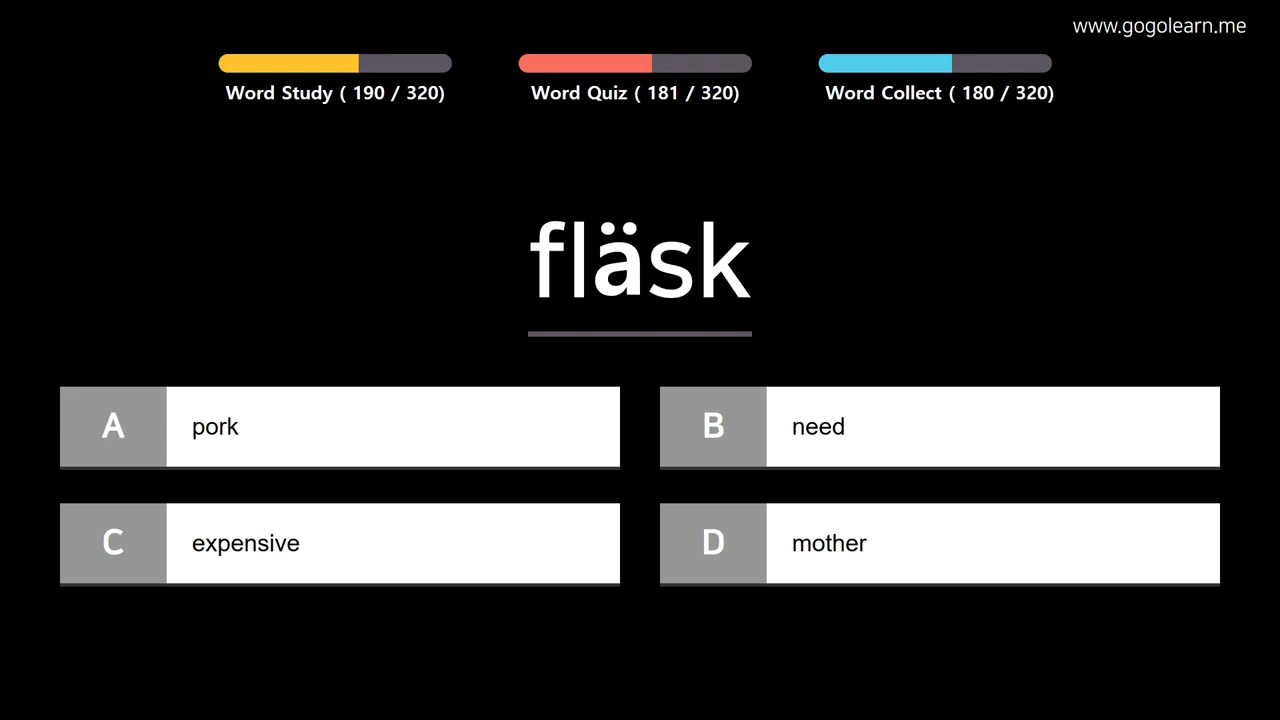 www.gogolearn.me
Word Study ( 190 / 320)
Word Quiz ( 181 / 320)
Word Collect ( 180 / 320)
fläsk
A pork
B need
C expensive
D mother